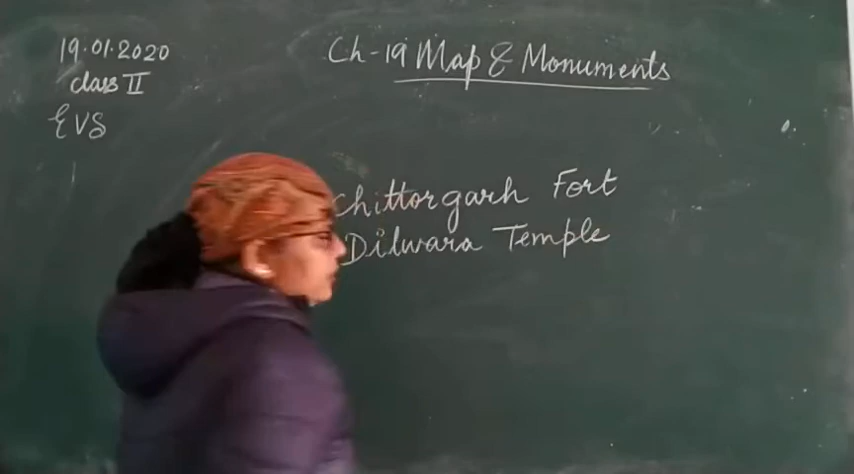 19.01.2020
Class II
EVS
Ch-19 Map & Monuments
Chittorgarh Fort
Dilwara Temple